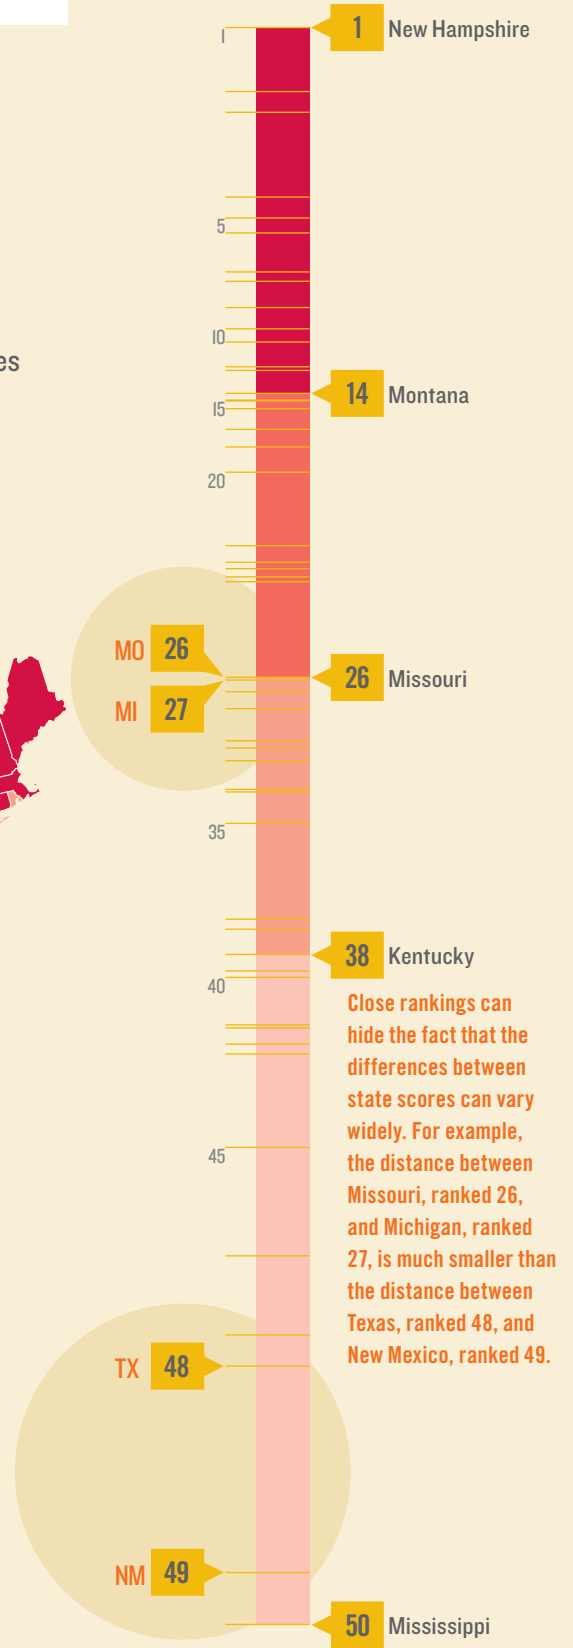 1
1 New Hampshire
5
es
10
14 Montana
15
20
MO 26
26 Missouri
MI 27
35
38 Kentucky
40
Close rankings can
hide the fact that the
differences between
state scores can vary
widely. For example,
the distance between
Missouri, ranked 26,
and Michigan, ranked
27, is much smaller than
the distance between
Texas, ranked 48, and
New Mexico, ranked 49.
45
TX 48
NM 49
50 Mississippi